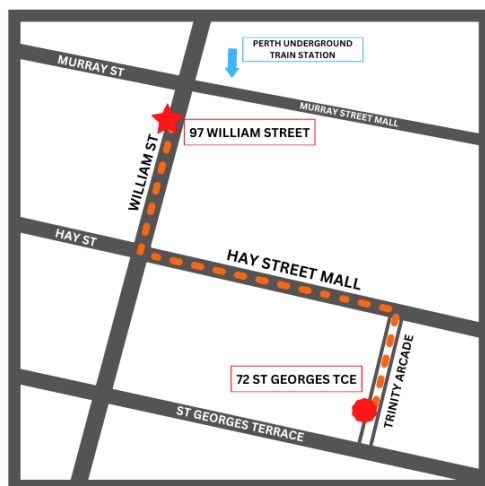 PERTH UNDERGROUND
TRAIN STATION
MURRAY ST
MURRAY STREET MALL
97 WILLIAM STREET
WILLIAM ST
HAY ST
HAY STREET MALL
72 ST GEORGES TCE
TRINITY ARCADE
ST GEORGES TERRACE